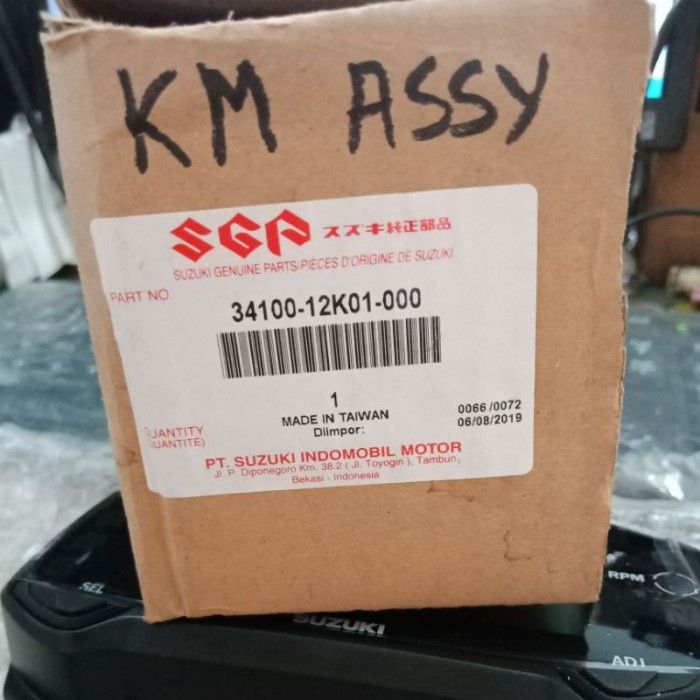 KM ASSY
SGP スズキ純正部品
SUZUKI GENUINE PARTS/PIÈCES D'ORIGINE DE SUZUKI
PART NO
34100-12K01-000
1
MADE IN TAIWAN
Diimpor:
0066 /0072
06/08/2019
PT. SUZUKI INDOMOBIL MOTOR
Jl. P. Diponegoro Km. 38.2 ( Jl. Toyogiri ), Tambun,
Bekasi - Indonesia
SEL
SUZUKI
RPM
ADJ